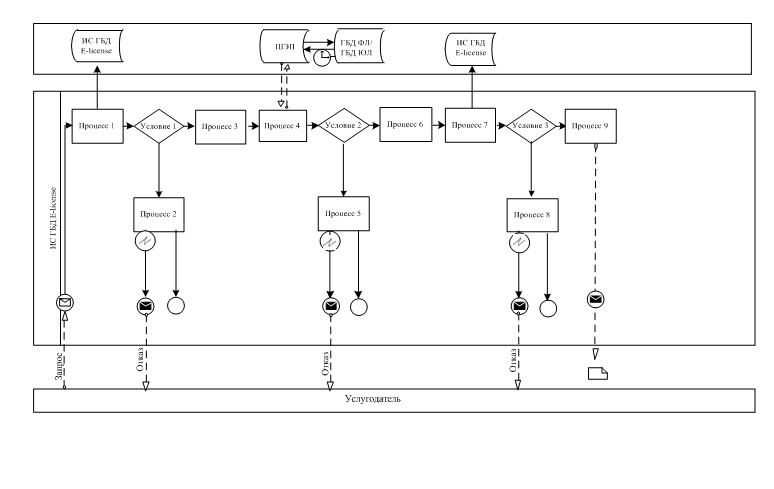 ИС ГБД
E-license
ШЭП
ГБД ФЛ/
ГБД ЮЛ
ИС ГБД
E-license
ИС ГБД E-license
Процесс 1
Условие 1
Процесс 3
Процесс 4
Условие 2
Процесс 6
Процесс 7
Условие 3
Процесс 9
Процесс 2
Процесс 5
Процесс 8
Запрос
Отказ
Отказ
Отказ
Услугодатель